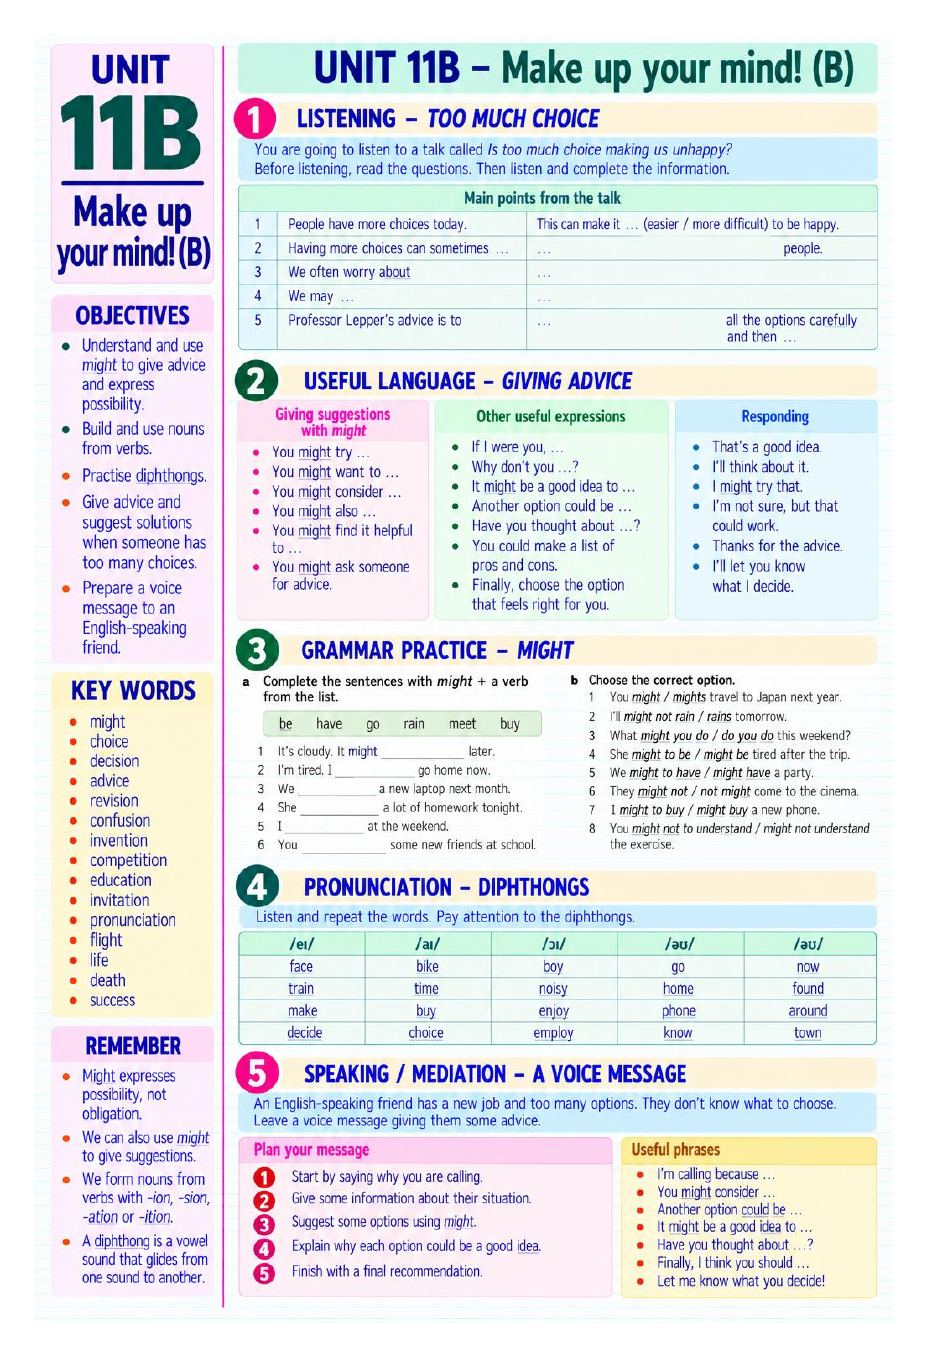 UNIT
11B
Make up
your mind! (B)
OBJECTIVES
• Understand and use
might to give advice
and express
possibility.
• Build and use nouns
from verbs.
• Practise diphthongs.
• Give advice and
suggest solutions
when someone has
too many choices.
• Prepare a voice
message to an
English-speaking
friend.
KEY WORDS
• might
• choice
• decision
• advice
• revision
• confusion
• invention
• competition
• education
• invitation
• pronunciation
• flight
• life
• death
• success
REMEMBER
• Might expresses
possibility, not
obligation.
• We can also use might
to give suggestions.
• We form nouns from
verbs with -ion, -sion,
-ation or -ition.
• A diphthong is a vowel
sound that glides from
one sound to another.
UNIT 11B – Make up your mind! (B)
1 LISTENING – TOO MUCH CHOICE
You are going to listen to a talk called Is too much choice making us unhappy?
Before listening, read the questions. Then listen and complete the information.
Main points from the talk
1 People have more choices today. This can make it … (easier / more difficult) to be happy.
2 Having more choices can sometimes … … people.
3 We often worry about …
4 We may … …
5 Professor Lepper's advice is to … all the options carefully
and then …
2 USEFUL LANGUAGE – GIVING ADVICE
Giving suggestions
with might
• You might try …
• You might want to …
• You might consider …
• You might also …
• You might find it helpful
to …
• You might ask someone
for advice.
Other useful expressions
• If I were you, …
• Why don't you …?
• It might be a good idea to …
• Another option could be …
• Have you thought about …?
• You could make a list of
pros and cons.
• Finally, choose the option
that feels right for you.
Responding
• That's a good idea.
• I'll think about it.
• I might try that.
• I'm not sure, but that
could work.
• Thanks for the advice.
• I'll let you know
what I decide.
3 GRAMMAR PRACTICE – MIGHT
a Complete the sentences with might + a verb
from the list.
be have go rain meet buy
1 It's cloudy. It might ____________ later.
2 I'm tired. I ____________ go home now.
3 We ____________ a new laptop next month.
4 She ____________ a lot of homework tonight.
5 I ____________ at the weekend.
6 You ____________ some new friends at school.
b Choose the correct option.
1 You might / mights travel to Japan next year.
2 I'll might not rain / rains tomorrow.
3 What might you do / do you do this weekend?
4 She might to be / might be tired after the trip.
5 We might to have / might have a party.
6 They might not / not might come to the cinema.
7 I might to buy / might buy a new phone.
8 You might not to understand / might not understand
the exercise.
4 PRONUNCIATION – DIPHTHONGS
Listen and repeat the words. Pay attention to the diphthongs.
/eɪ/ /aɪ/ /ɔɪ/ /əʊ/ /əʊ/
face bike boy go now
train time noisy home found
make buy enjoy phone around
decide choice employ know town
5 SPEAKING / MEDIATION – A VOICE MESSAGE
An English-speaking friend has a new job and too many options. They don't know what to choose.
Leave a voice message giving them some advice.
Plan your message
1 Start by saying why you are calling.
2 Give some information about their situation.
3 Suggest some options using might.
4 Explain why each option could be a good idea.
5 Finish with a final recommendation.
Useful phrases
• I'm calling because …
• You might consider …
• Another option could be …
• It might be a good idea to …
• Have you thought about …?
• Finally, I think you should …
• Let me know what you decide!